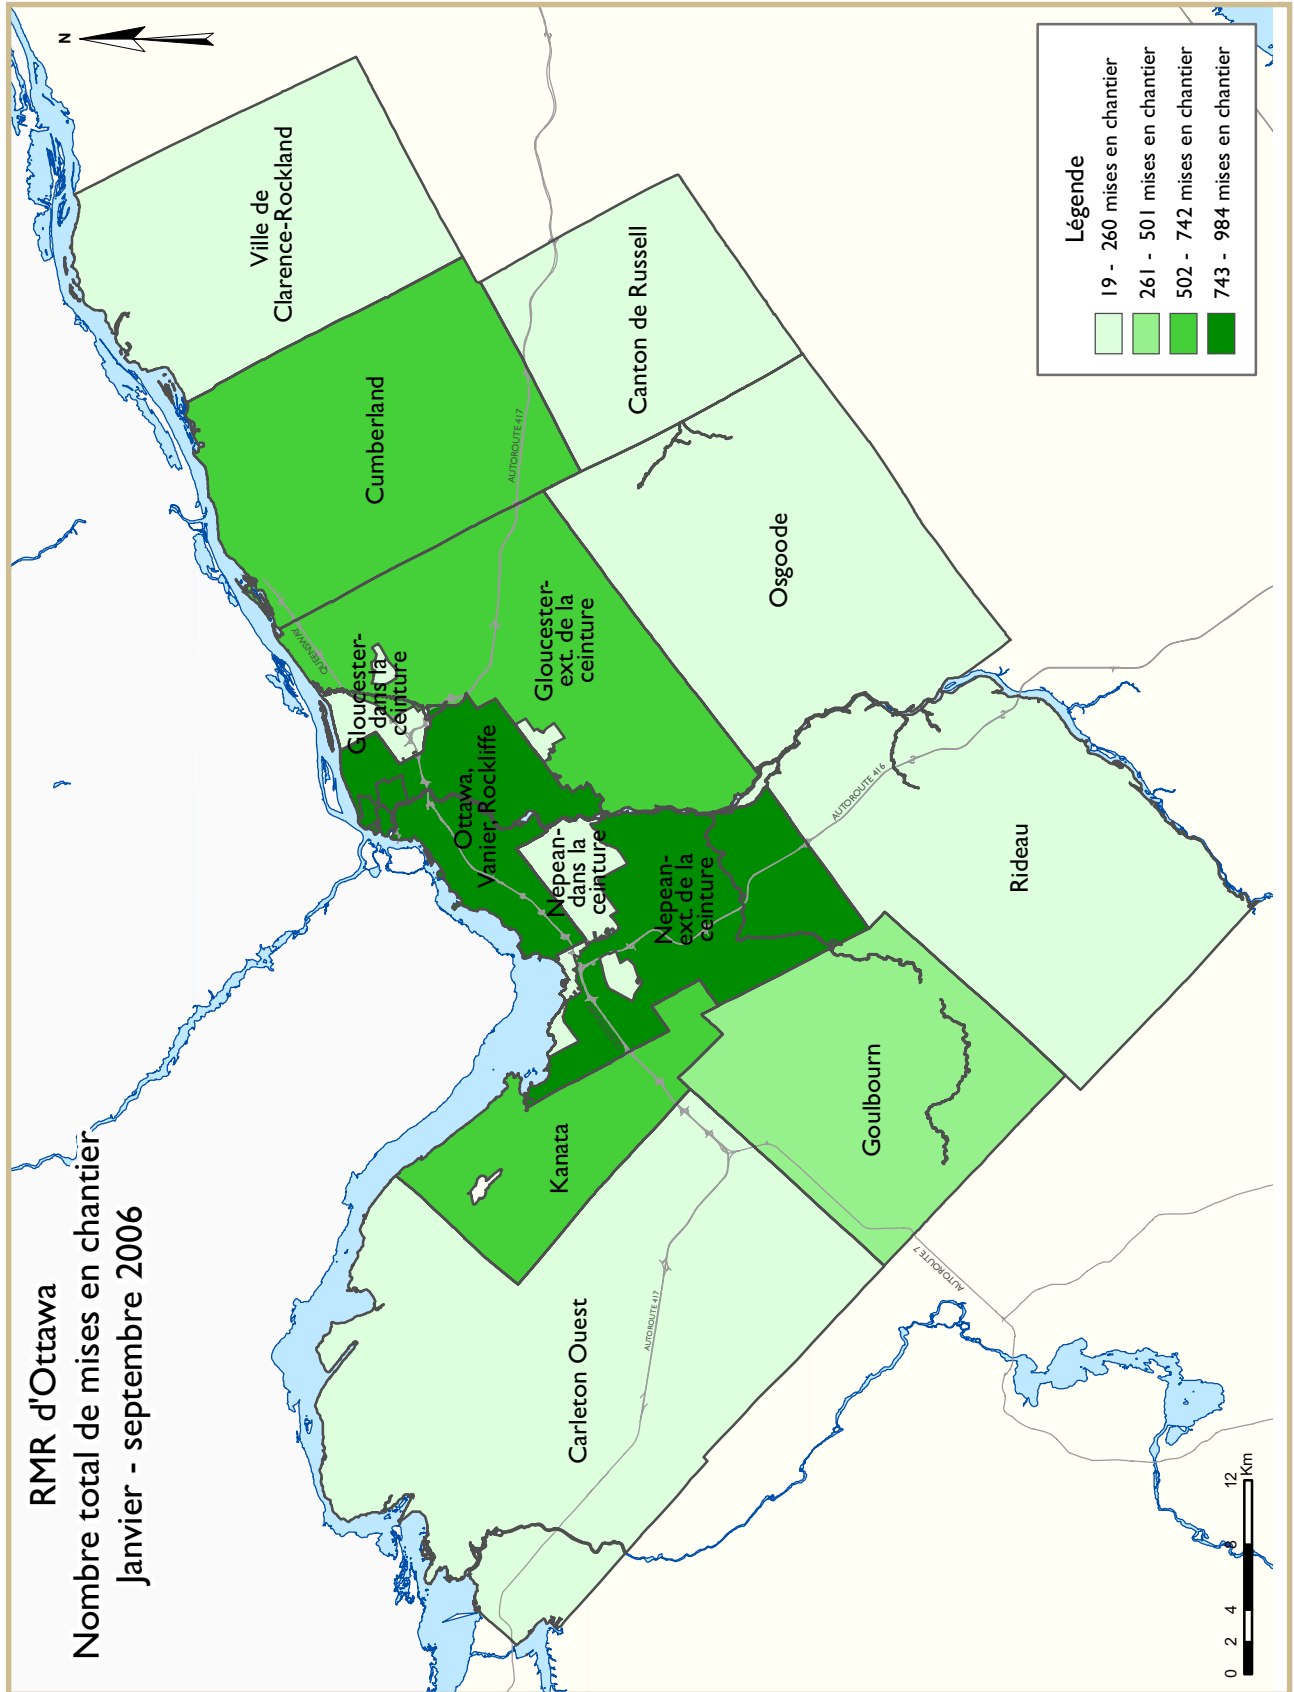 RMR d'Ottawa
Nombre total de mises en chantier
Janvier - septembre 2006
N
Ville de
Clarence-Rockland
Cumberland
Canton de Russell
AUTOROUTE 417
QUEENSWAY
Gloucester-
dans la
ceinture
Gloucester-
ext. de la
ceinture
Osgoode
Ottawa,
Vanier, Rockliffe
Nepean-
dans la
ceinture
Nepean-
ext. de la
ceinture
AUTOROUTE 416
Rideau
Kanata
Goulbourn
Carleton Ouest
AUTOROUTE 417
AUTOROUTE 7
Légende
19 - 260 mises en chantier
261 - 501 mises en chantier
502 - 742 mises en chantier
743 - 984 mises en chantier
0 2 4 8 12
Km